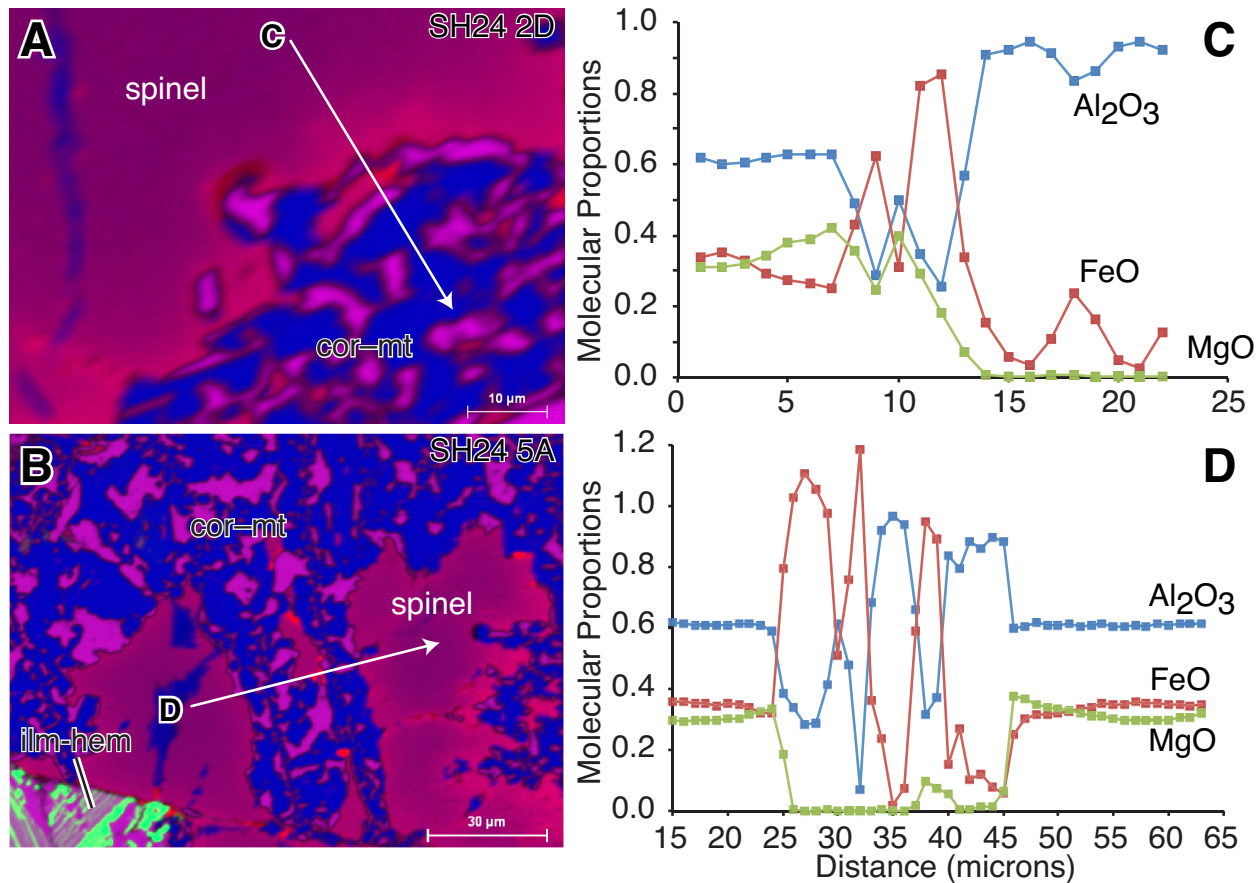 A
SH24 2D
C
spinel
cor–mt
10 µm
B
SH24 5A
cor–mt
spinel
D
ilm-hem
30 µm
C
Molecular Proportions
1.0
0.8
0.6
0.4
0.2
0.0
Al2O3
FeO
MgO
0 5 10 15 20 25
D
Molecular Proportions
1.2
1.0
0.8
0.6
0.4
0.2
0.0
Al2O3
FeO
MgO
15 20 25 30 35 40 45 50 55 60 65
Distance (microns)